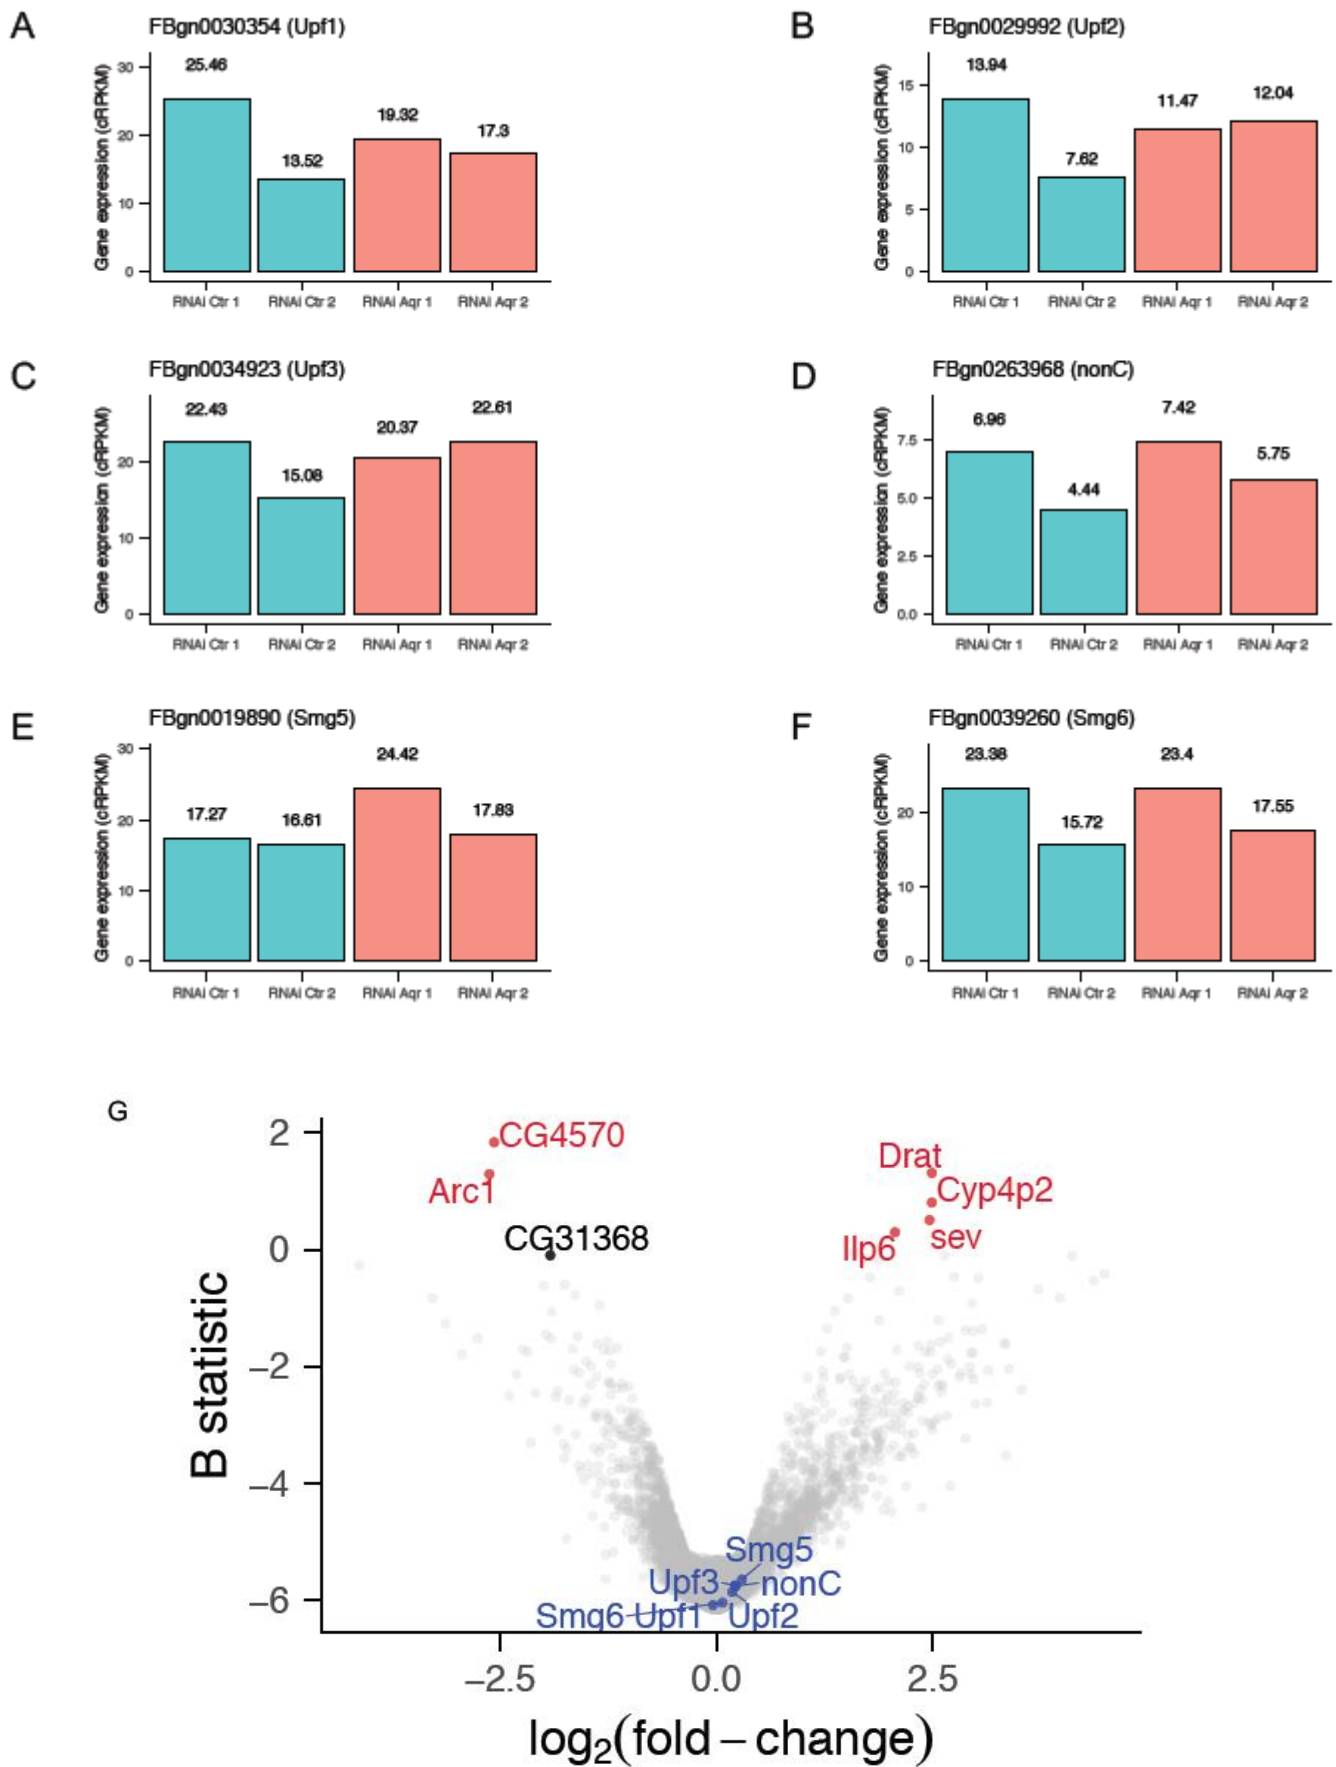 A
FBgn0030354 (Upf1)
Gene expression (cRPKM)
30
20
10
0
25.46
13.52
19.32
17.3
RNAi Ctr 1
RNAi Ctr 2
RNAi Aqr 1
RNAi Aqr 2
B
FBgn0029992 (Upf2)
Gene expression (cRPKM)
15
10
5
0
13.94
7.62
11.47
12.04
RNAi Ctr 1
RNAi Ctr 2
RNAi Aqr 1
RNAi Aqr 2
C
FBgn0034923 (Upf3)
Gene expression (cRPKM)
20
10
0
22.43
15.08
20.37
22.61
RNAi Ctr 1
RNAi Ctr 2
RNAi Aqr 1
RNAi Aqr 2
D
FBgn0263968 (nonC)
Gene expression (cRPKM)
7.5
5.0
2.5
0.0
6.96
4.44
7.42
5.75
RNAi Ctr 1
RNAi Ctr 2
RNAi Aqr 1
RNAi Aqr 2
E
FBgn0019890 (Smg5)
Gene expression (cRPKM)
30
20
10
0
17.27
16.61
24.42
17.83
RNAi Ctr 1
RNAi Ctr 2
RNAi Aqr 1
RNAi Aqr 2
F
FBgn0039260 (Smg6)
Gene expression (cRPKM)
20
10
0
23.38
15.72
23.4
17.55
RNAi Ctr 1
RNAi Ctr 2
RNAi Aqr 1
RNAi Aqr 2
G
B statistic
2
0
−2
−4
−6
CG4570
Arc1
CG31368
Drat
Cyp4p2
Ilp6
sev
Smg5
Upf3
nonC
Smg6
Upf1
Upf2
−2.5
0.0
2.5
log2(fold−change)